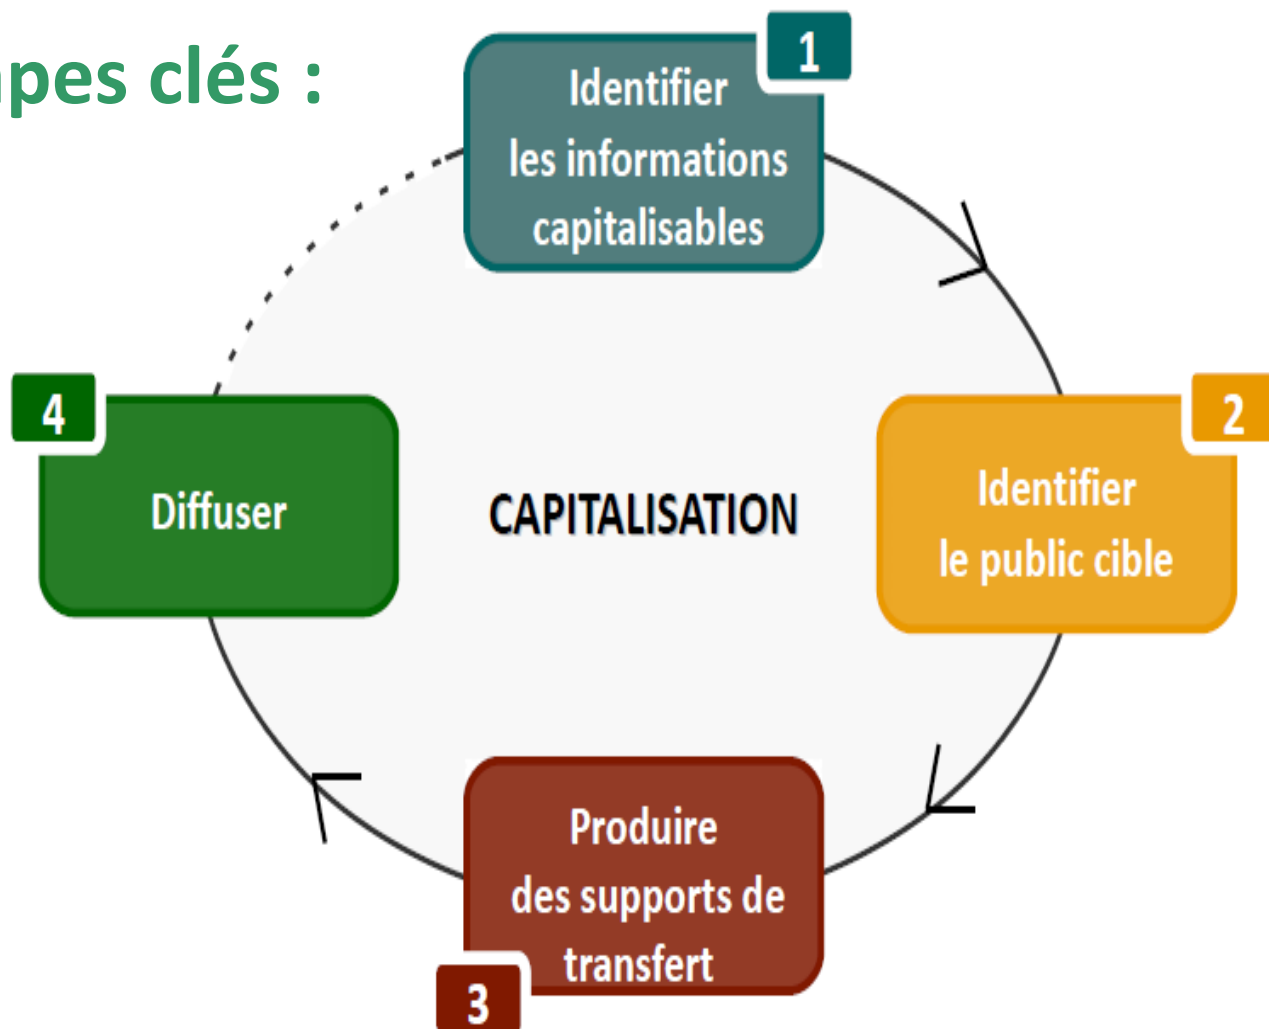 apes clés :
1
Identifier
les informations
capitalisables
2
Identifier
le public cible
3
Produire
des supports de
transfert
4
Diffuser
CAPITALISATION